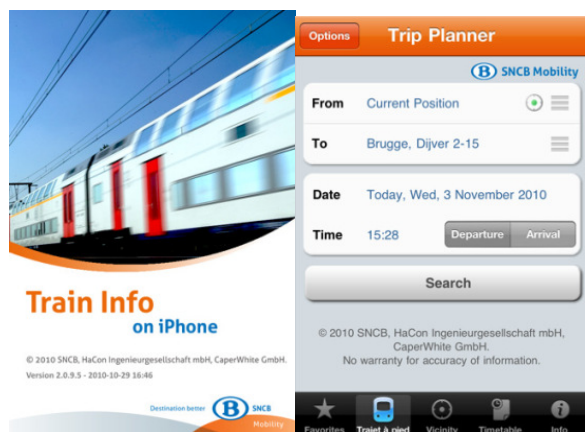 Train Info
on iPhone
© 2010 SNCB, HaCon Ingenieurgesellschaft mbH, CaperWhite GmbH.
Version 2.0.9.5 - 2010-10-29 16:46
Destination better B SNCB
Mobility
Options Trip Planner
B SNCB Mobility
From Current Position
To Brugge, Dijver 2-15
Date Today, Wed, 3 November 2010
Time 15:28 Departure Arrival
Search
© 2010 SNCB, HaCon Ingenieurgesellschaft mbH,
CaperWhite GmbH.
No warranty for accuracy of information.
Favorites Trajet à pied Vicinity Timetable Info